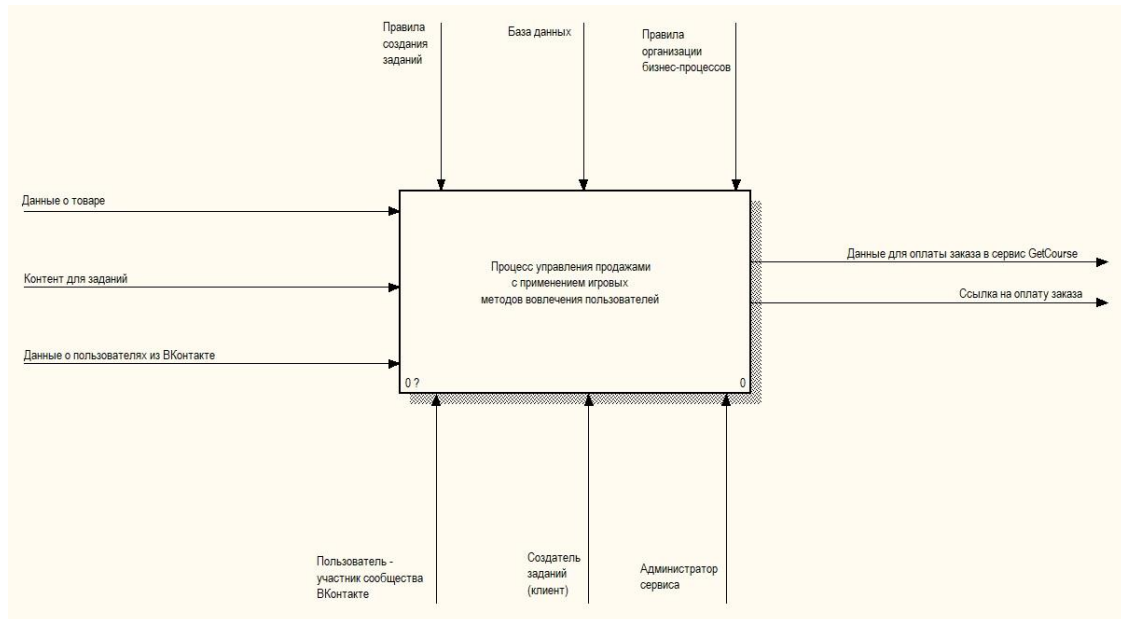 Правила
создания
заданий
База данных
Правила
организации
бизнес-процессов
Данные о товаре
Контент для заданий
Данные о пользователях из ВКонтакте
Процесс управления продажами
с применением игровых
методов вовлечения пользователей
0 ?
0
Данные для оплаты заказа в сервис GetCourse
Ссылка на оплату заказа
Пользователь -
участник сообщества
ВКонтакте
Создатель
заданий
(клиент)
Администратор
сервиса